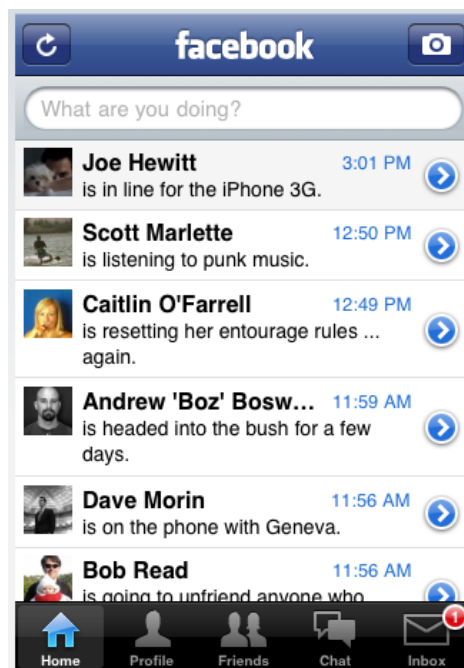 facebook
What are you doing?
Joe Hewitt 3:01 PM
is in line for the iPhone 3G.
Scott Marlette 12:50 PM
is listening to punk music.
Caitlin O'Farrell 12:49 PM
is resetting her entourage rules ...
again.
Andrew 'Boz' Bosw... 11:59 AM
is headed into the bush for a few
days.
Dave Morin 11:56 AM
is on the phone with Geneva.
Bob Read 11:56 AM
is going to unfriend anyone who
1
Home Profile Friends Chat Inbox